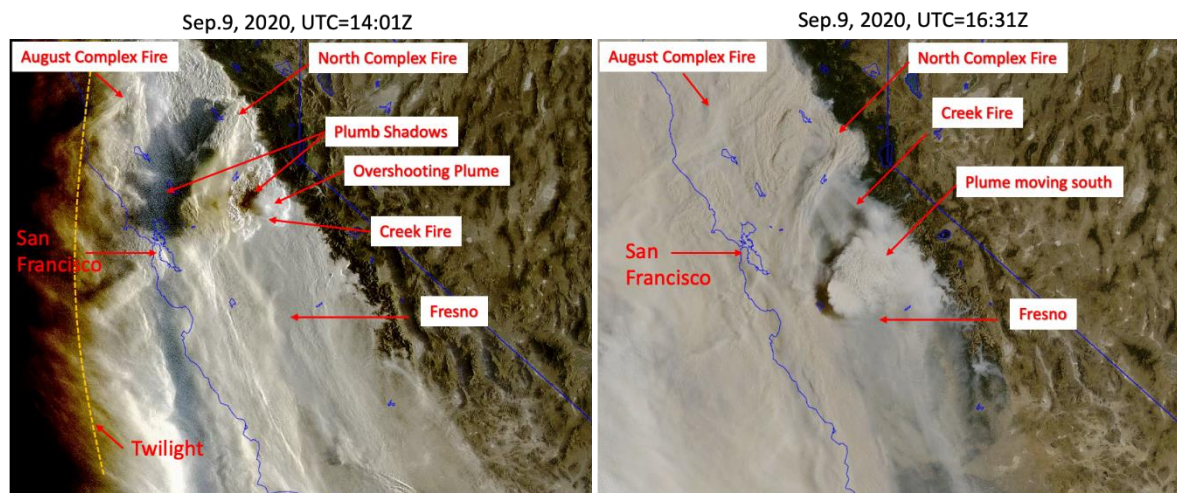 Sep.9, 2020, UTC=14:01Z
August Complex Fire
North Complex Fire
Plumb Shadows
Overshooting Plume
Creek Fire
San
Francisco
Fresno
Twilight
Sep.9, 2020, UTC=16:31Z
August Complex Fire
North Complex Fire
Creek Fire
Plume moving south
San
Francisco
Fresno